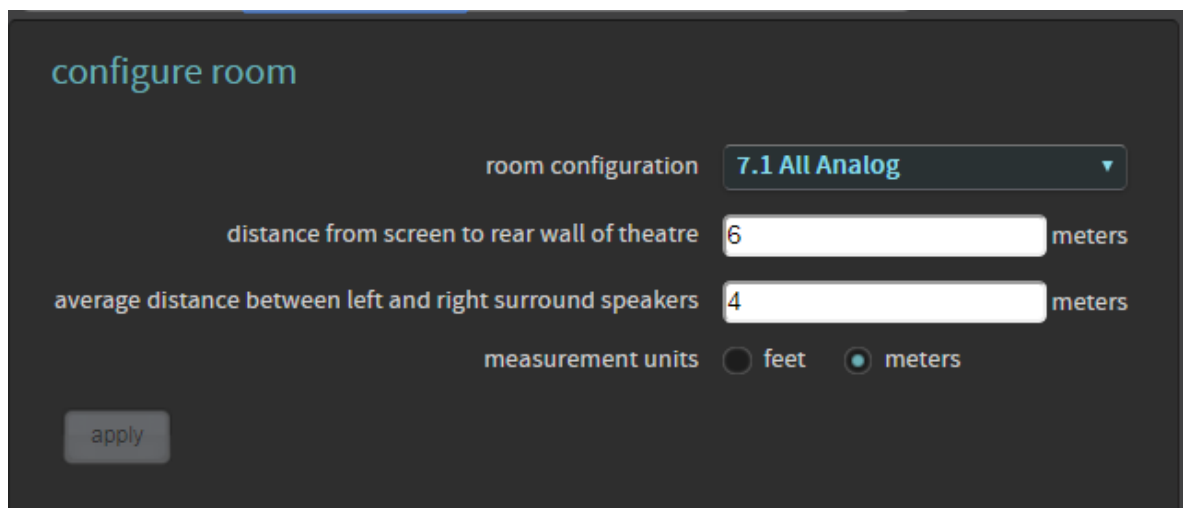 configure room
room configuration 7.1 All Analog
distance from screen to rear wall of theatre 6 meters
average distance between left and right surround speakers 4 meters
measurement units feet meters
apply